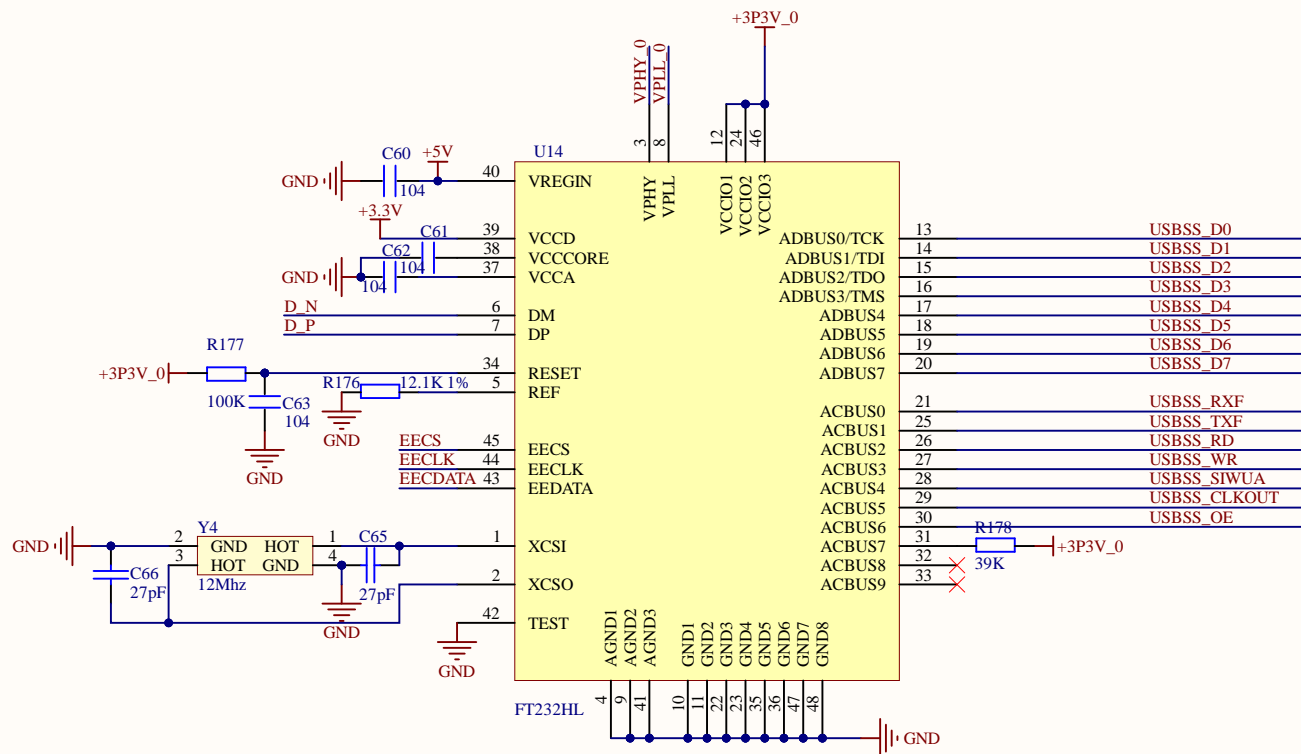 +3P3V_0
VPHY_0
VPLL_0
3
8
12
24
46
U14
C60
+5V
GND
104
40
VREGIN
VPHY
VPLL
VCCIO1
VCCIO2
VCCIO3
+3.3V
C61
39
VCCD
38
VCCCORE
C62
104
GND
104
37
VCCA
D_N
6
DM
D_P
7
DP
R177
+3P3V_0
100K
C63
104
GND
34
RESET
R176
12.1K 1%
5
REF
GND
EECS
45
EECS
EECLK
44
EECLK
EECDATA
43
EEDATA
Y4
GND
2
GND
HOT
1
3
HOT
GND
4
12Mhz
C65
27pF
C66
27pF
GND
1
XCSI
2
XCSO
42
TEST
GND
ADBUS0/TCK
13
USBSS_D0
ADBUS1/TDI
14
USBSS_D1
ADBUS2/TDO
15
USBSS_D2
ADBUS3/TMS
16
USBSS_D3
ADBUS4
17
USBSS_D4
ADBUS5
18
USBSS_D5
ADBUS6
19
USBSS_D6
ADBUS7
20
USBSS_D7
ACBUS0
21
USBSS_RXF
ACBUS1
25
USBSS_TXF
ACBUS2
26
USBSS_RD
ACBUS3
27
USBSS_WR
ACBUS4
28
USBSS_SIWUA
ACBUS5
29
USBSS_CLKOUT
ACBUS6
30
USBSS_OE
ACBUS7
31
R178
39K
+3P3V_0
ACBUS8
32
ACBUS9
33
AGND1
AGND2
AGND3
GND1
GND2
GND3
GND4
GND5
GND6
GND7
GND8
FT232HL
4
9
41
10
11
22
23
35
36
47
48
GND